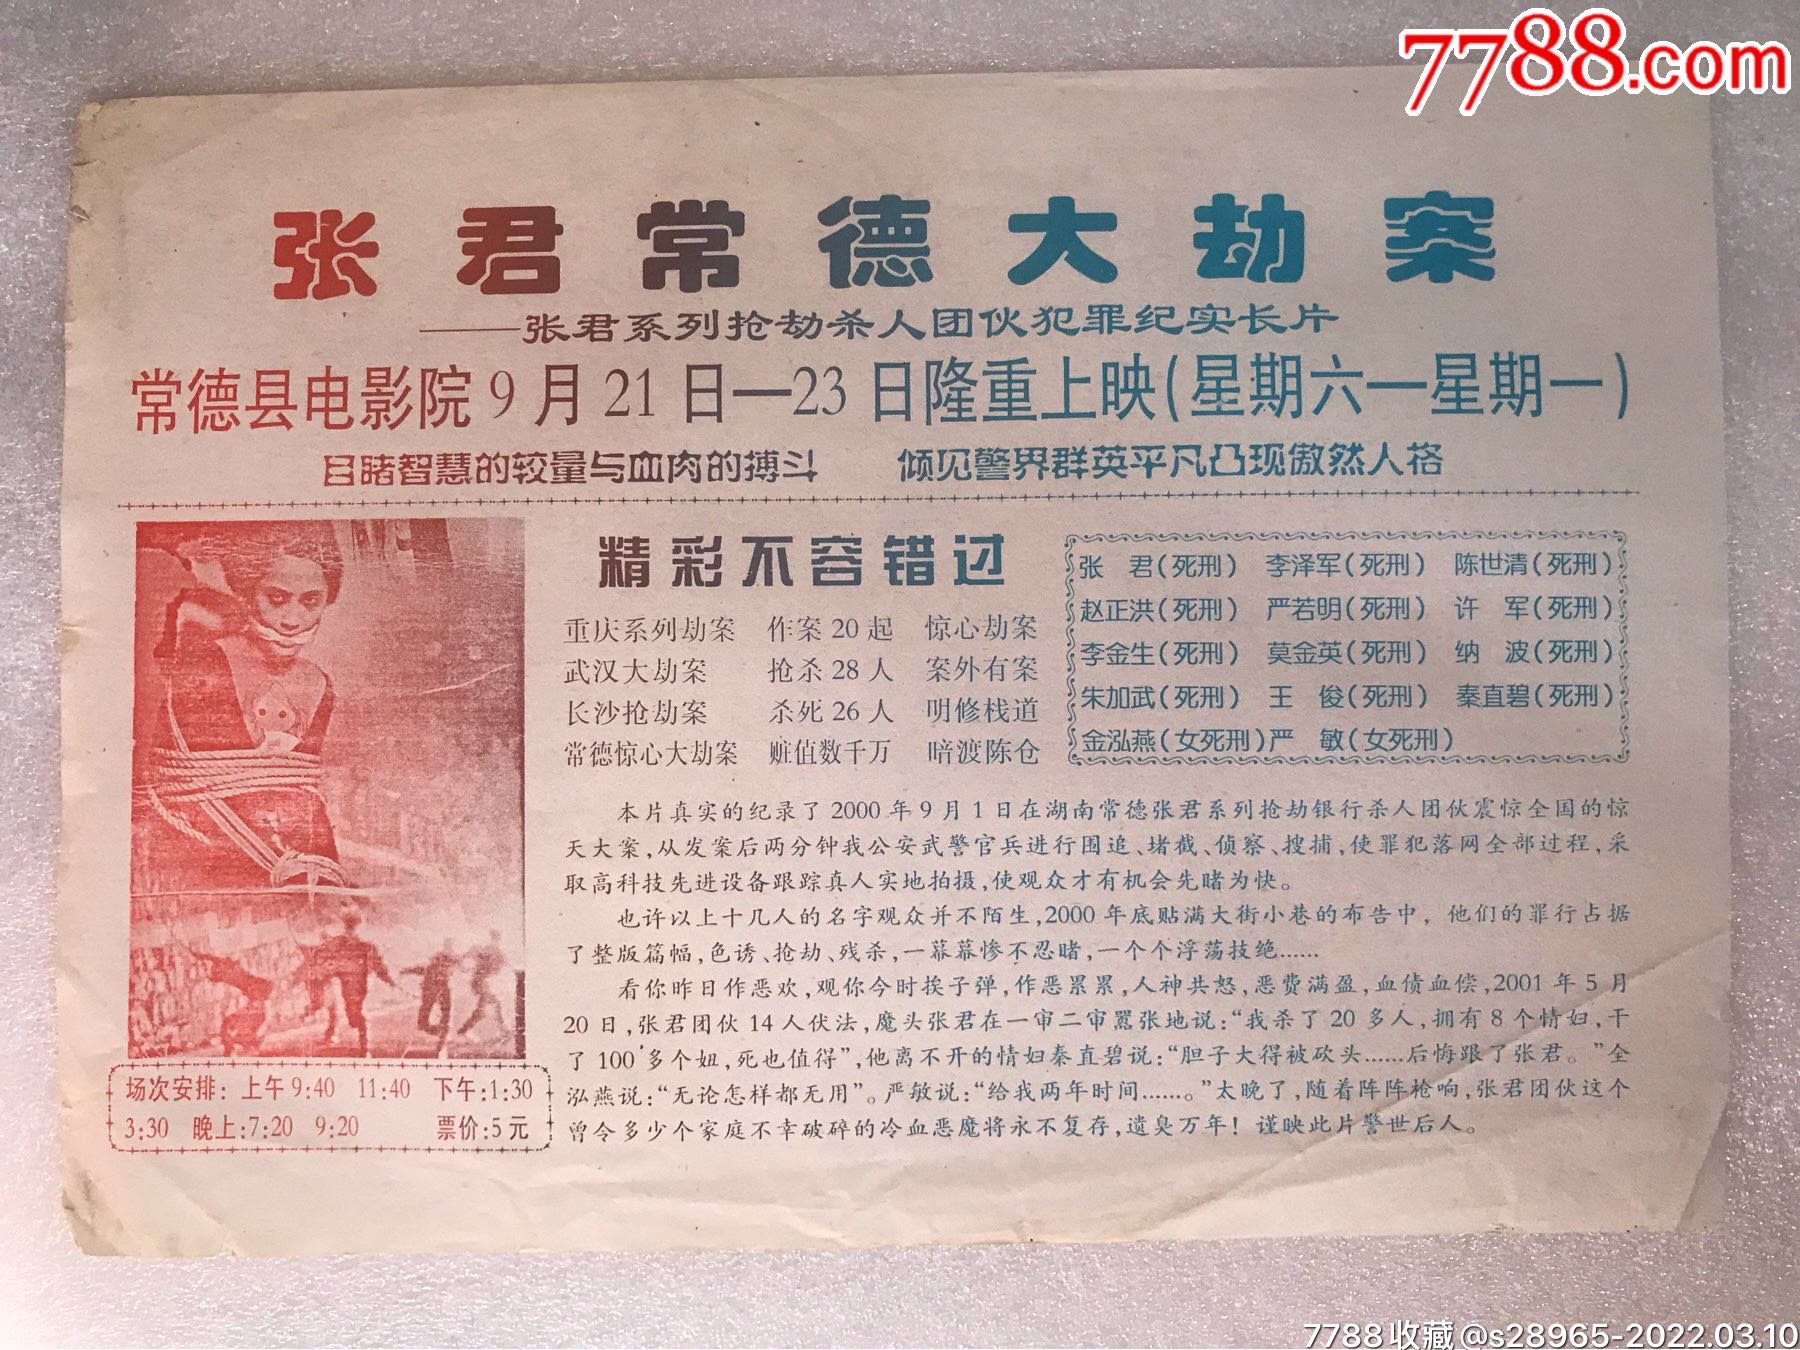 7788.com
张君常德大劫案
——张君系列抢劫杀人团伙犯罪纪实长片
常德县电影院9月21日—23日隆重上映(星期六—星期一)
目睹智慧的较量与血肉的搏斗 倾见警界群英平凡凸现傲然人格
精彩不容错过
重庆系列劫案 作案20起 惊心劫案
武汉大劫案 抢杀28人 案外有案
长沙抢劫案 杀死26人 明修栈道
常德惊心大劫案 赃值数千万 暗渡陈仓
张 君(死刑) 李泽军(死刑) 陈世清(死刑)
赵正洪(死刑) 严若明(死刑) 许 军(死刑)
李金生(死刑) 莫金英(死刑) 纳 波(死刑)
朱加武(死刑) 王 俊(死刑) 秦直碧(死刑)
金泓燕(女死刑) 严 敏(女死刑)
本片真实的纪录了2000年9月1日在湖南常德张君系列抢劫银行杀人团伙震惊全国的惊
天大案,从发案后两分钟我公安武警官兵进行围追、堵截、侦察、搜捕,使罪犯落网全部过程,采
取高科技先进设备跟踪真人实地拍摄,使观众才有机会先睹为快。
也许以上十几人的名字观众并不陌生,2000年底贴满大街小巷的布告中,他们的罪行占据
了整版篇幅,色诱、抢劫、残杀,一幕幕惨不忍睹,一个个浮荡技绝......
看你昨日作恶欢,观你今时挨子弹,作恶累累,人神共怒,恶费满盈,血债血偿,2001年5月
20日,张君团伙14人伏法,魔头张君在一审二审嚣张地说:“我杀了20多人,拥有8个情妇,干
了100多个妞,死也值得”,他离不开的情妇秦直碧说:“胆子大得被砍头......后悔跟了张君。”全
泓燕说:“无论怎样都无用”。严敏说:“给我两年时间......。”太晚了,随着阵阵枪响,张君团伙这个
曾令多少个家庭不幸破碎的冷血恶魔将永不复存,遗臭万年!谨映此片警世后人。
场次安排:上午9:40 11:40 下午:1:30
3:30 晚上:7:20 9:20 票价:5元
7788收藏@s28965-2022.03.10